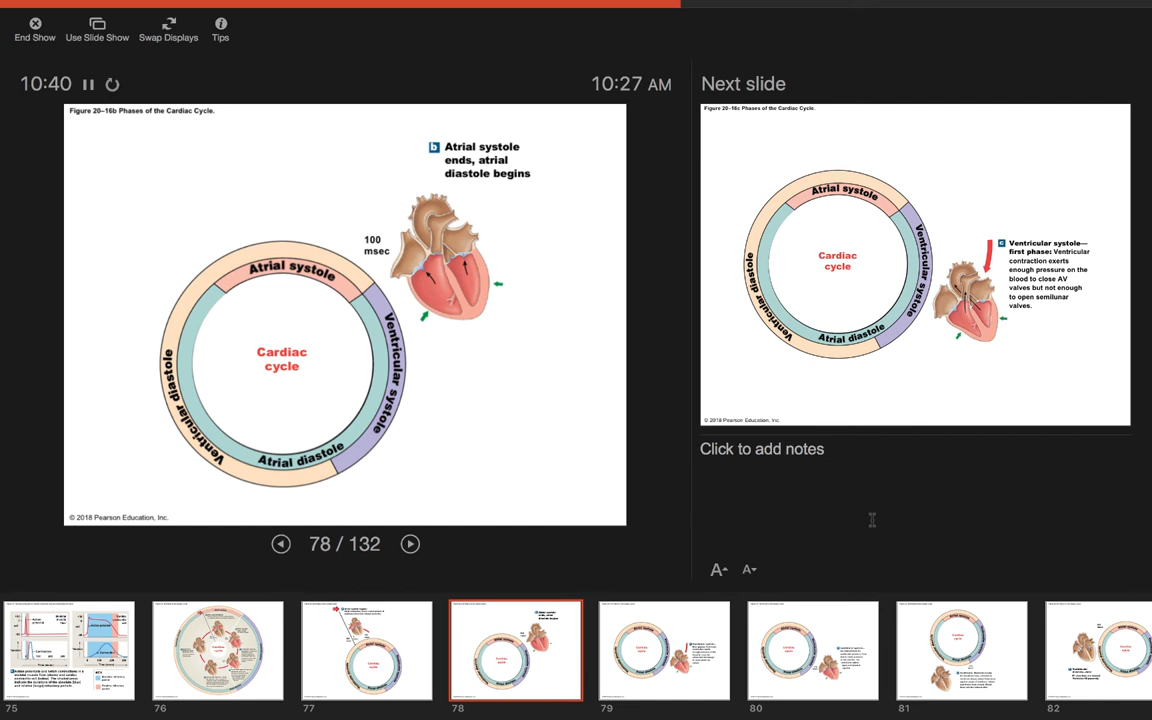 End Show
Use Slide Show
Swap Displays
Tips
10:40
10:27 AM
Figure 20–16b Phases of the Cardiac Cycle.
b Atrial systole
ends, atrial
diastole begins
100
msec
Atrial systole
Ventricular systole
Cardiac
cycle
Ventricular diastole
Atrial diastole
© 2018 Pearson Education, Inc.
78 / 132
Next slide
Figure 20–16c Phases of the Cardiac Cycle.
Atrial systole
Ventricular systole
Cardiac
cycle
Ventricular diastole
Atrial diastole
c Ventricular systole—
first phase: Ventricular
contraction exerts
enough pressure on the
blood to close AV
valves but not enough
to open semilunar
valves.
© 2018 Pearson Education, Inc.
Click to add notes
A A
75
76
77
78
79
80
81
82